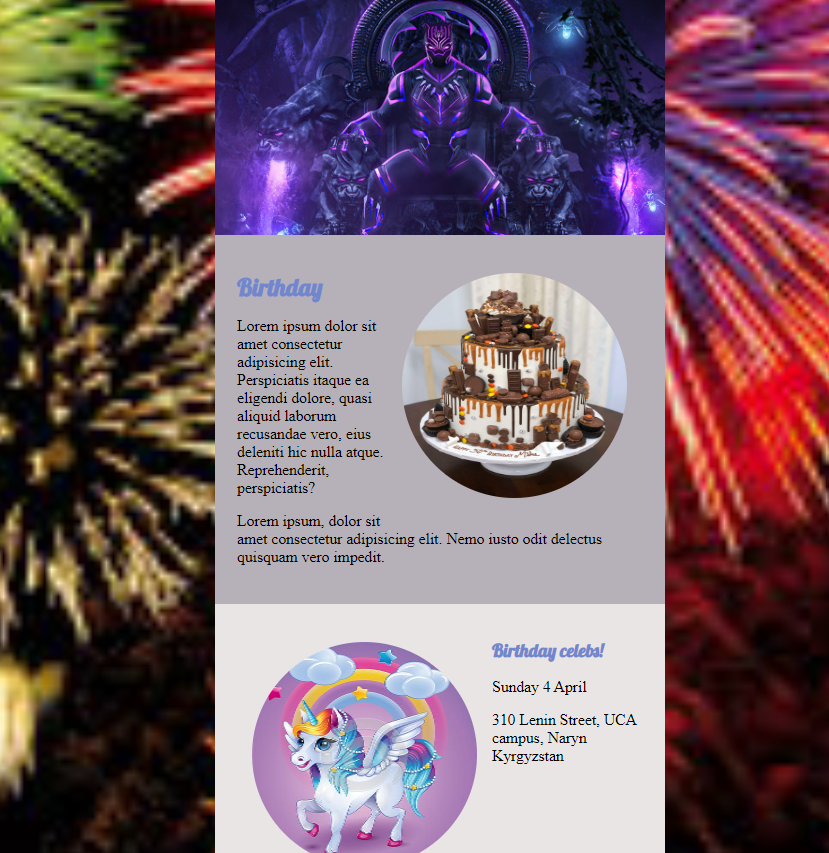 Birthday
Lorem ipsum dolor sit
amet consectetur
adipisicing elit.
Perspiciatis itaque ea
eligendi dolore, quasi
aliquid laborum
recusandae vero, eius
deleniti hic nulla atque.
Reprehenderit,
perspiciatis?
Lorem ipsum, dolor sit
amet consectetur adipisicing elit. Nemo iusto odit delectus
quisquam vero impedit.
Birthday celebs!
Sunday 4 April
310 Lenin Street, UCA
campus, Naryn
Kyrgyzstan